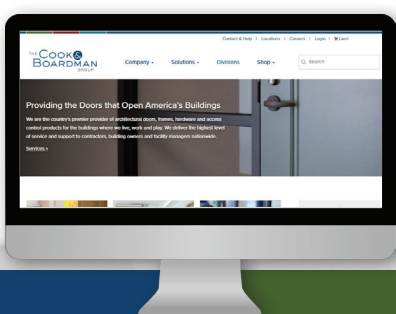 Contact & Help | Locations | Careers | Login | Cart
THE COOK & BOARDMAN GROUP
Company Solutions Divisions Shop Search
Providing the Doors that Open America's Buildings
We are the country's premier provider of architectural doors, frames, hardware and access
control products for the buildings where we live, work and play. We deliver the highest level
of service and support to contractors, building owners and facility managers nationwide.
Services >